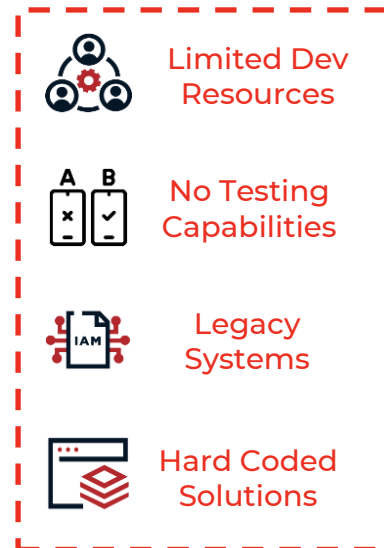 Limited Dev
Resources
A B
No Testing
Capabilities
IAM
Legacy
Systems
Hard Coded
Solutions